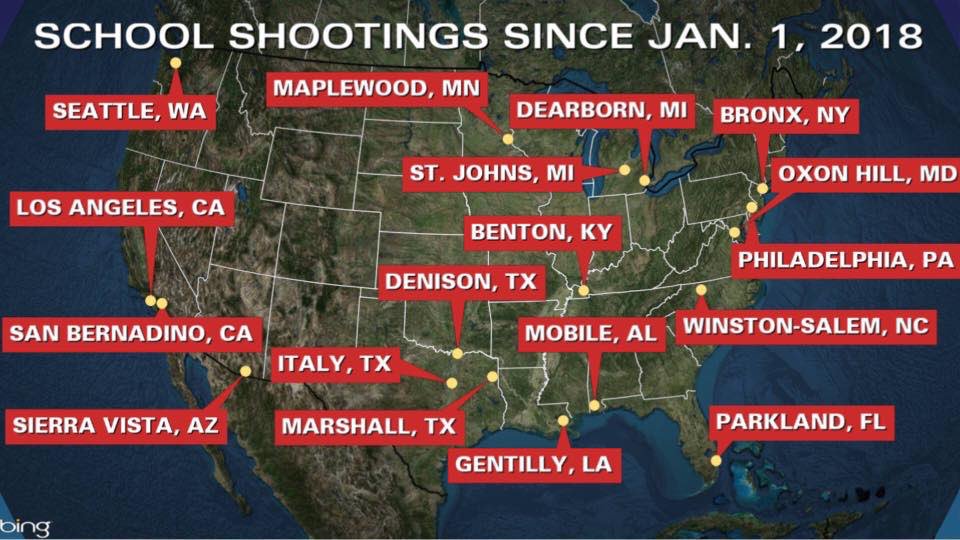 SCHOOL SHOOTINGS SINCE JAN. 1, 2018
MAPLEWOOD, MN
SEATTLE, WA
DEARBORN, MI
BRONX, NY
ST. JOHNS, MI
OXON HILL, MD
LOS ANGELES, CA
BENTON, KY
PHILADELPHIA, PA
DENISON, TX
SAN BERNADINO, CA
MOBILE, AL
WINSTON-SALEM, NC
ITALY, TX
SIERRA VISTA, AZ
MARSHALL, TX
PARKLAND, FL
GENTILLY, LA
bing